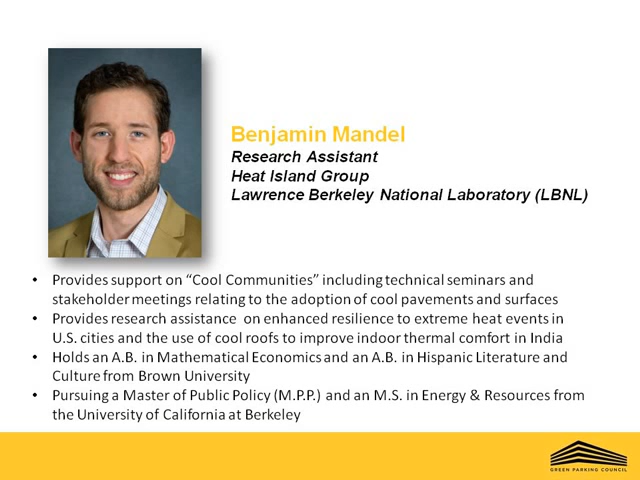 Benjamin Mandel
Research Assistant
Heat Island Group
Lawrence Berkeley National Laboratory (LBNL)
• Provides support on “Cool Communities” including technical seminars and
stakeholder meetings relating to the adoption of cool pavements and surfaces
• Provides research assistance on enhanced resilience to extreme heat events in
U.S. cities and the use of cool roofs to improve indoor thermal comfort in India
• Holds an A.B. in Mathematical Economics and an A.B. in Hispanic Literature and
Culture from Brown University
• Pursuing a Master of Public Policy (M.P.P.) and an M.S. in Energy & Resources from
the University of California at Berkeley
GREEN PARKING COUNCIL